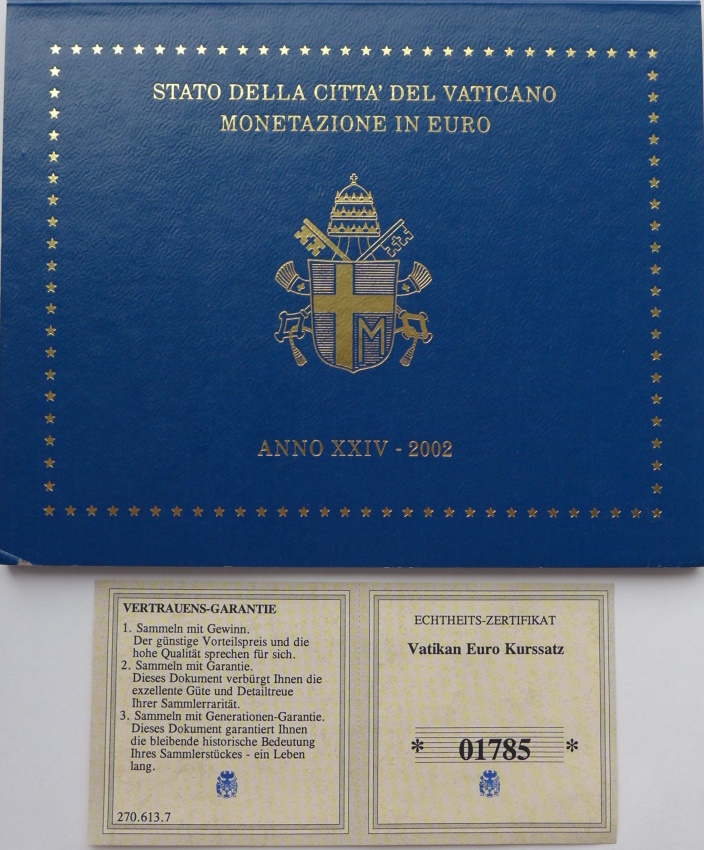 STATO DELLA CITTA' DEL VATICANO
MONETAZIONE IN EURO
M
ANNO XXIV - 2002
VERTRAUENS-GARANTIE
1. Sammeln mit Gewinn.
Der günstige Vorteilspreis und die
hohe Qualität sprechen für sich.
2. Sammeln mit Garantie.
Dieses Dokument verbürgt Ihnen die
exzellente Güte und Detailtreue
Ihrer Sammlerrarität.
3. Sammeln mit Generationen-Garantie.
Dieses Dokument garantiert Ihnen
die bleibende historische Bedeutung
Ihres Sammlerstückes - ein Leben
lang.
270.613.7
ECHTHEITS-ZERTIFIKAT
Vatikan Euro Kurssatz
* 01785 *